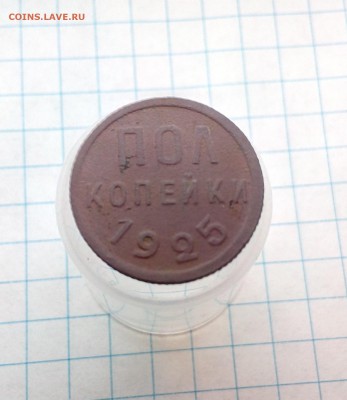 COINS.LAVE.RU
ПОЛ
КОПЕЙКИ
1925